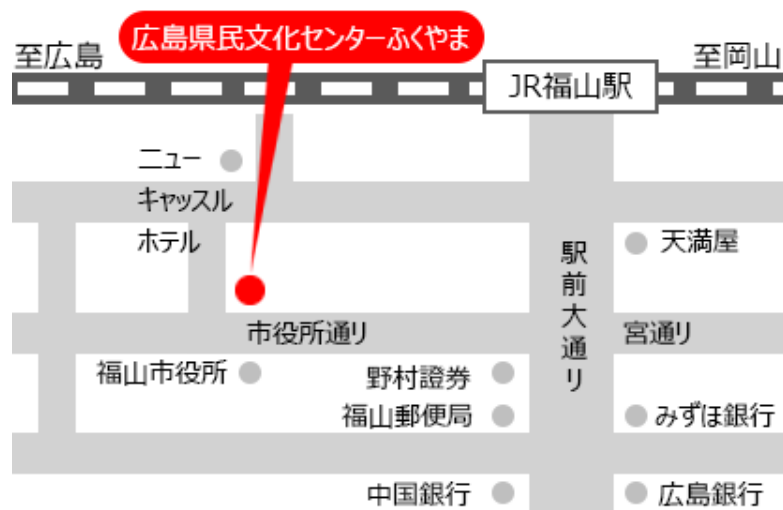 広島県民文化センターふくやま
至広島
至岡山
JR福山駅
ニュー
キャッスル
ホテル
天満屋
駅前大通り
市役所通り
宮通り
福山市役所
野村證券
福山郵便局
みずほ銀行
中国銀行
広島銀行